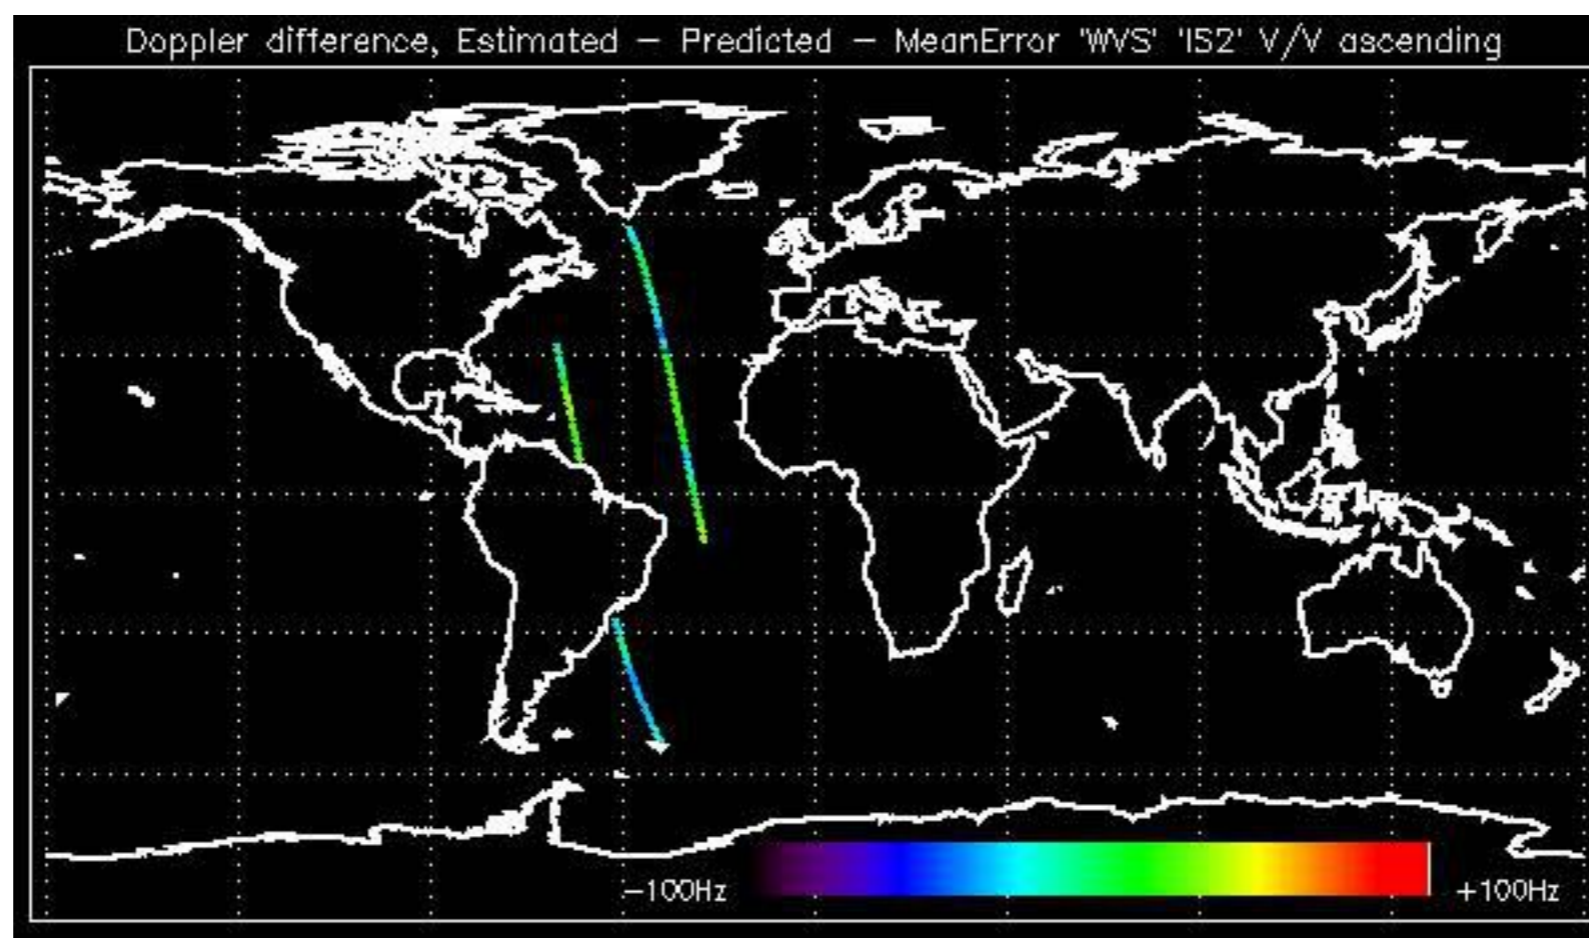 Doppler difference, Estimated – Predicted – MeanError 'WVS' 'IS2' V/V ascending
–100Hz +100Hz